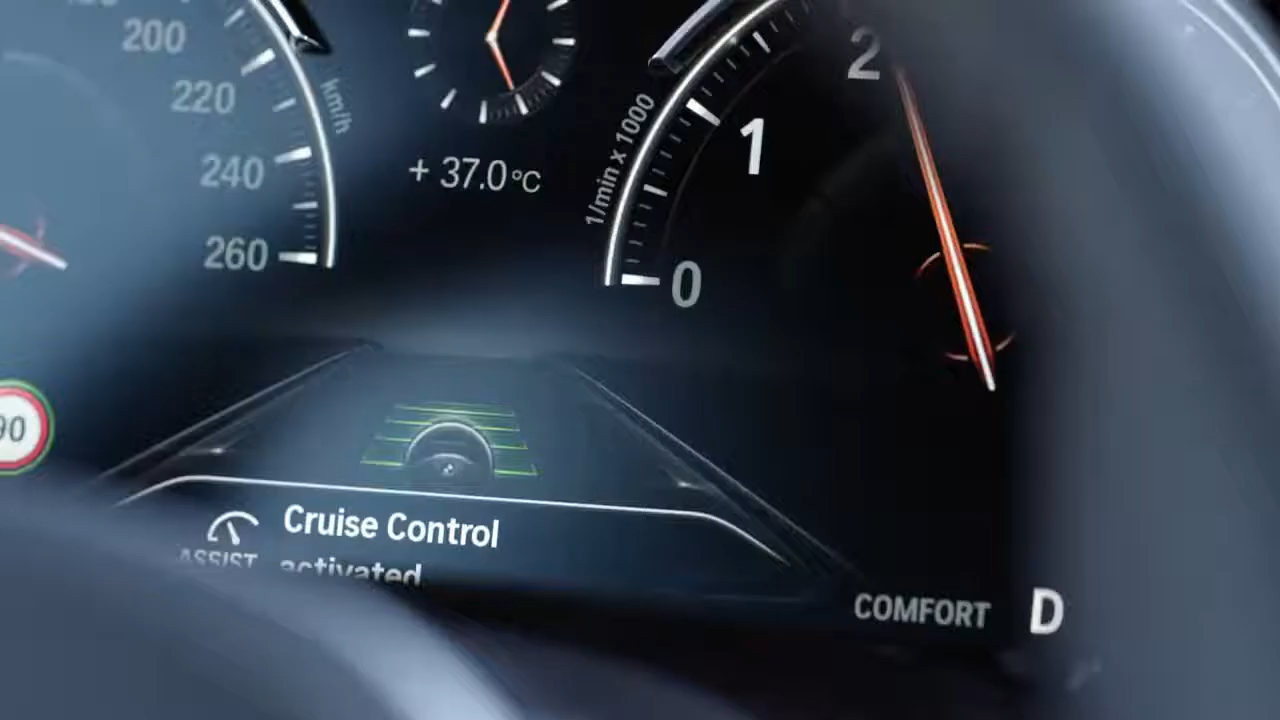 200
220
240
260
km/h
+ 37.0°C
1/min x 1000
2
1
0
90
Cruise Control
ASSIST activated
COMFORT D